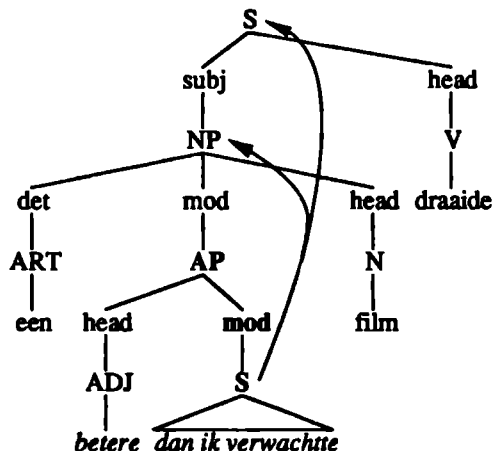 S
subj head
NP V
det mod head draaide
ART AP N
een head mod film
ADJ S
betere dan ik verwachtte